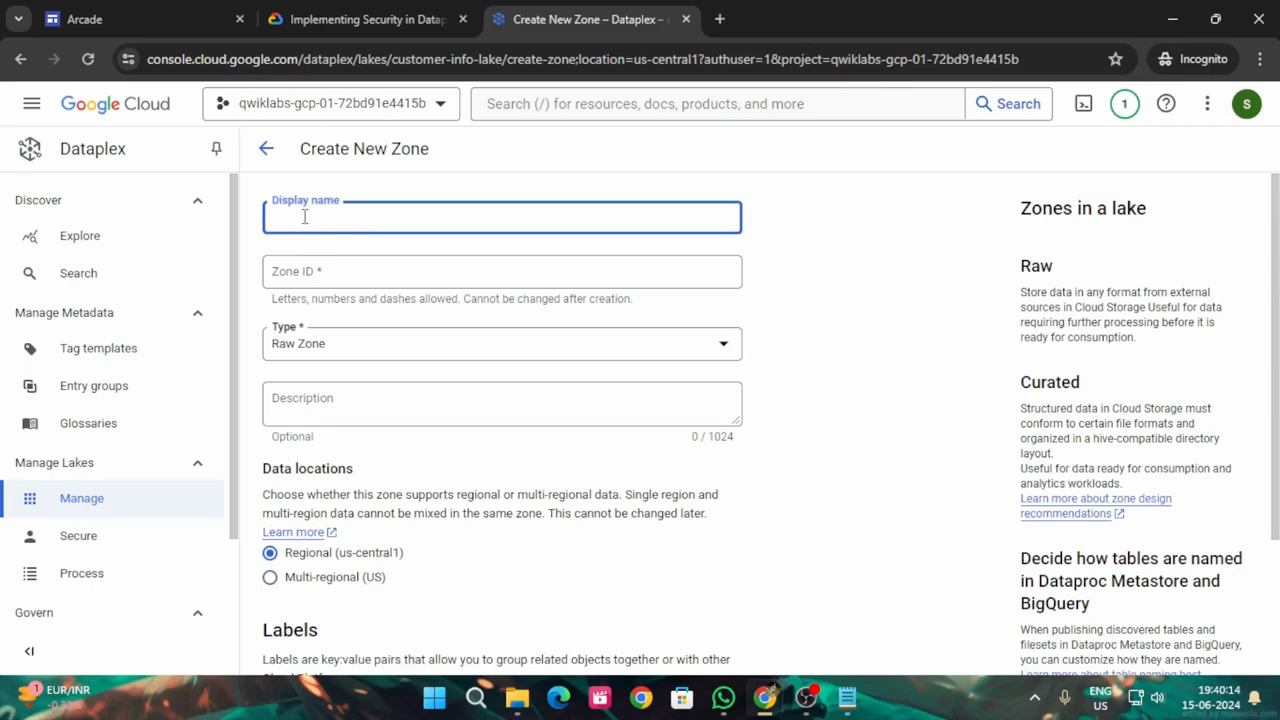 Arcade
Implementing Security in Datap
Create New Zone – Dataplex –
console.cloud.google.com/dataplex/lakes/customer-info-lake/create-zone;location=us-central1?authuser=1&project=qwiklabs-gcp-01-72bd91e4415b
Incognito
Google Cloud
qwiklabs-gcp-01-72bd91e4415b
Search (/) for resources, docs, products, and more
Search
1
S
Dataplex
Create New Zone
Discover
Explore
Search
Manage Metadata
Tag templates
Entry groups
Glossaries
Manage Lakes
Manage
Secure
Process
Govern
Display name
Zone ID *
Letters, numbers and dashes allowed. Cannot be changed after creation.
Type *
Raw Zone
Description
Optional
0 / 1024
Data locations
Choose whether this zone supports regional or multi-regional data. Single region and
multi-region data cannot be mixed in the same zone. This cannot be changed later.
Learn more
Regional (us-central1)
Multi-regional (US)
Labels
Labels are key:value pairs that allow you to group related objects together or with other
Zones in a lake
Raw
Store data in any format from external
sources in Cloud Storage Useful for data
requiring further processing before it is
ready for consumption.
Curated
Structured data in Cloud Storage must
conform to certain file formats and
organized in a hive-compatible directory
layout.
Useful for data ready for consumption and
analytics workloads.
Learn more about zone design
recommendations
Decide how tables are named
in Dataproc Metastore and
BigQuery
When publishing discovered tables and
filesets in Dataproc Metastore and BigQuery,
you can customize how they are named.
1
EUR/INR
ENG
US
19:40:14
15-06-2024